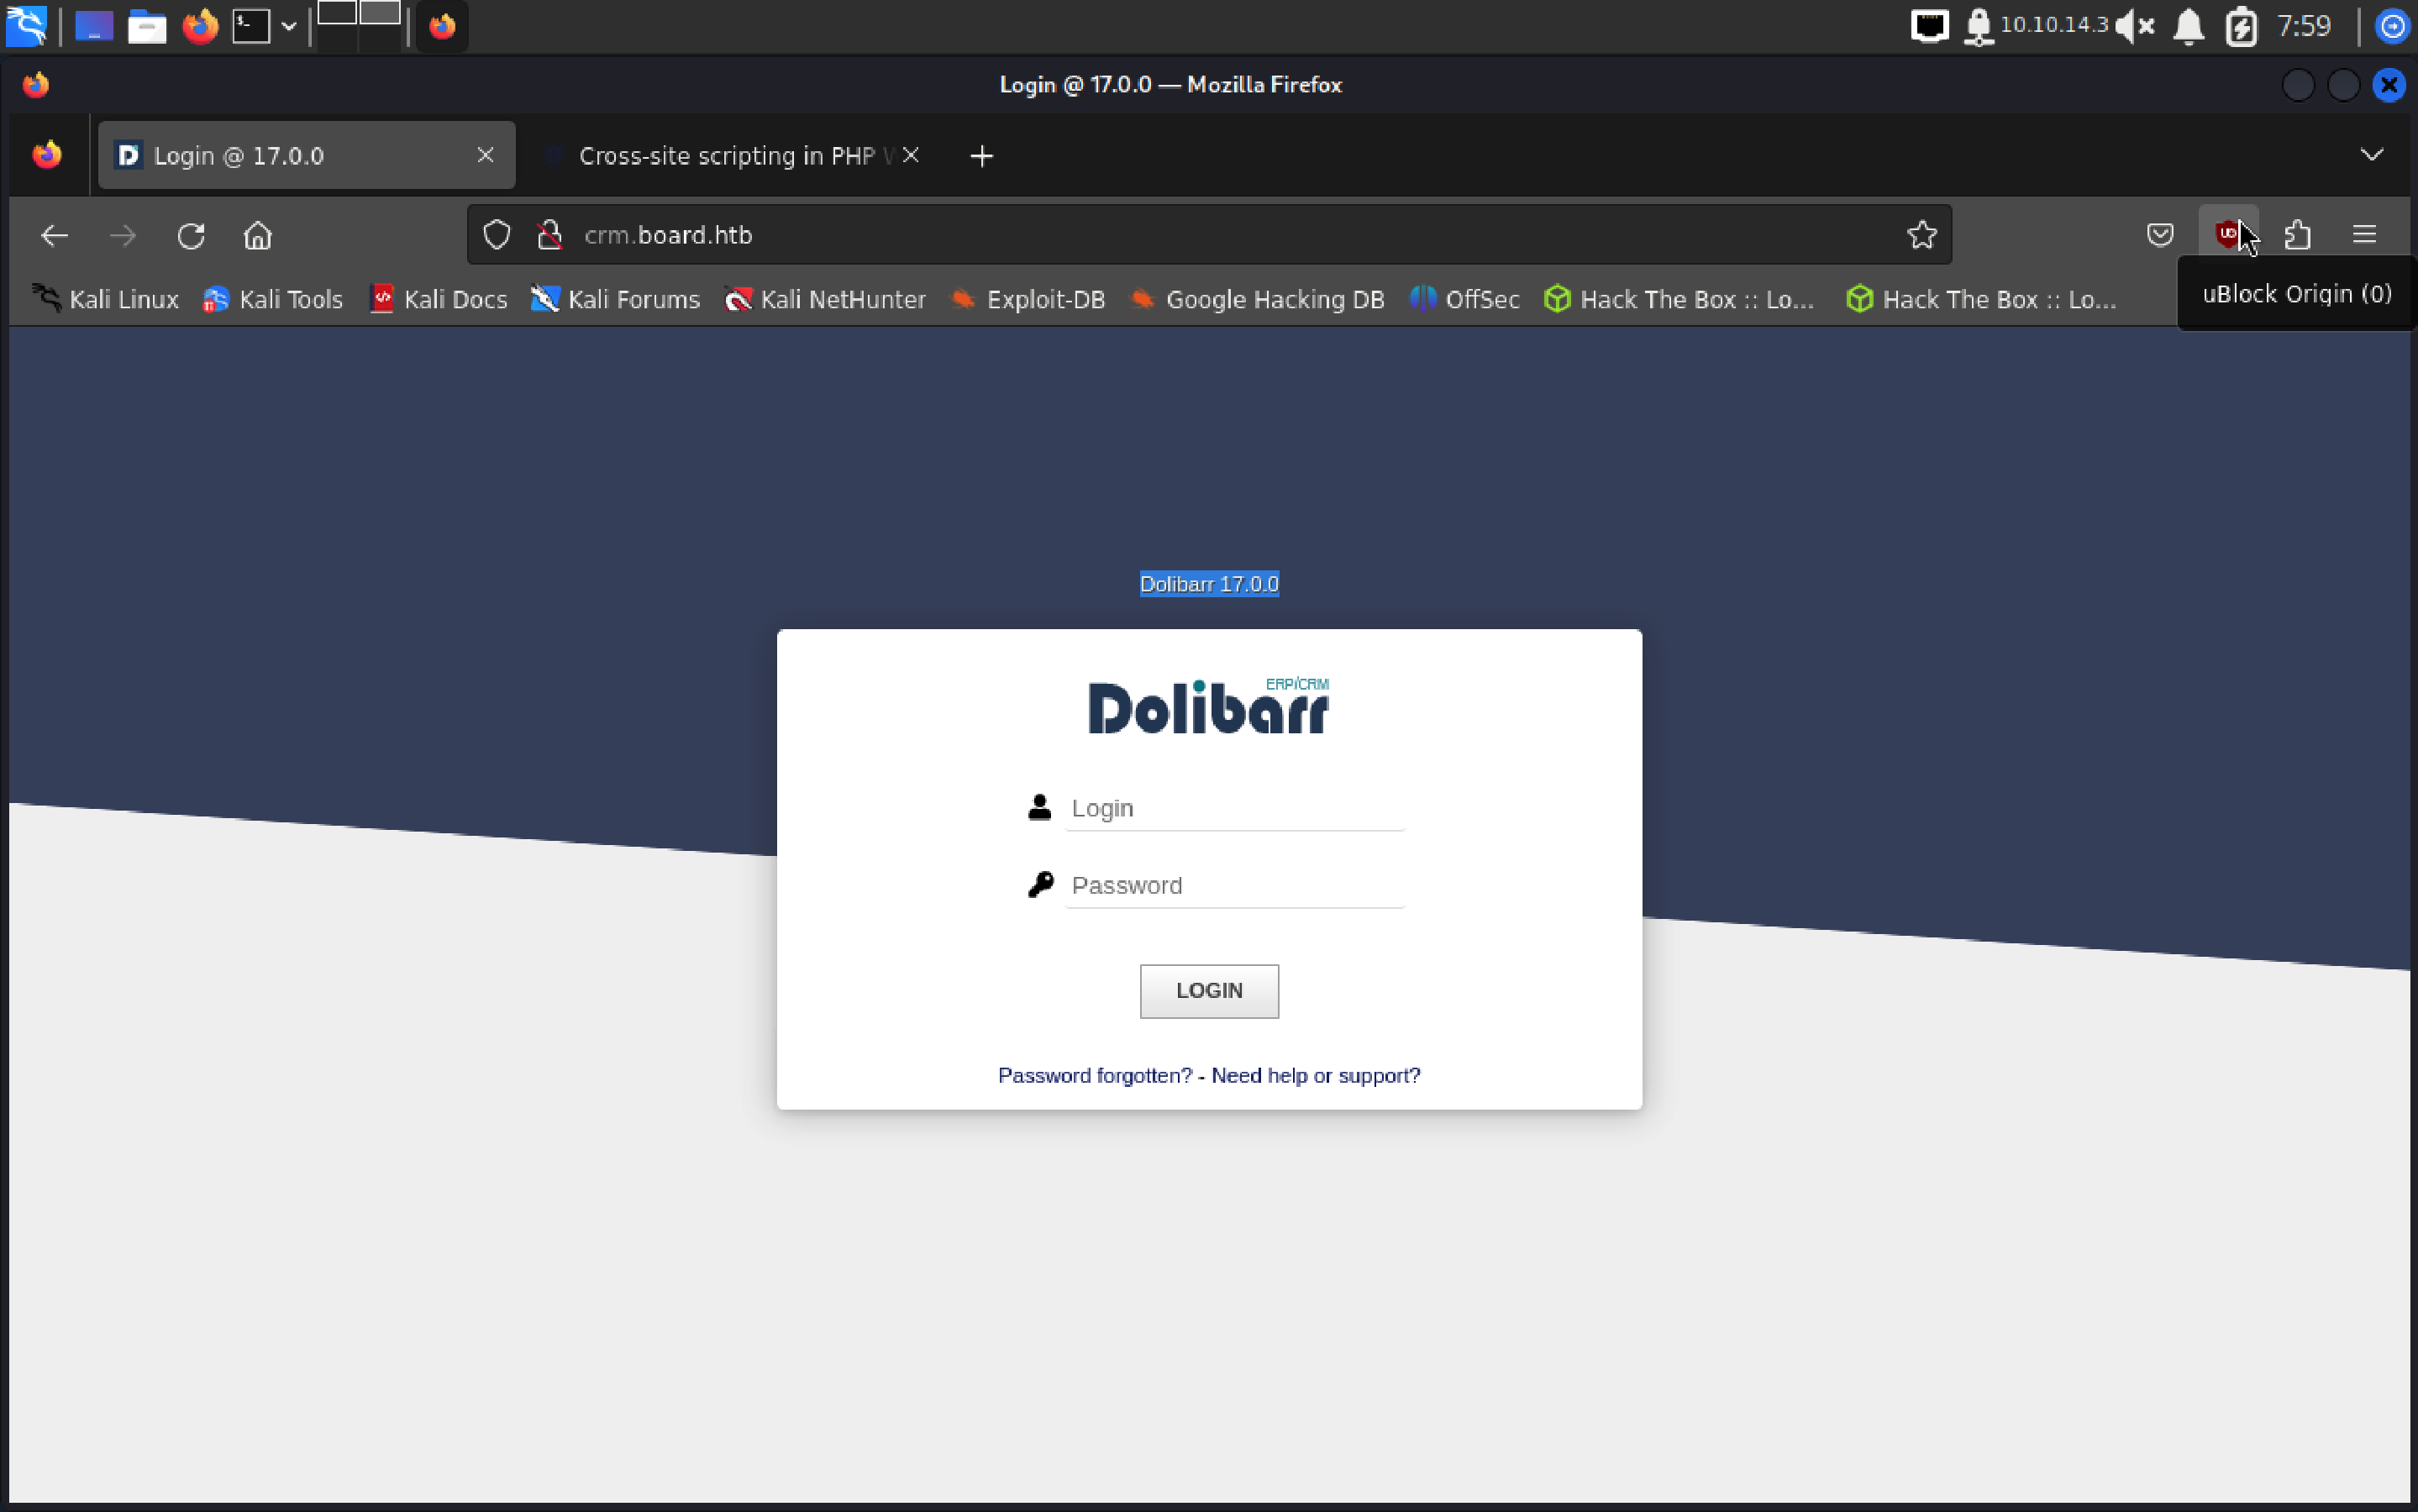 10.10.14.3
7:59
Login @ 17.0.0 — Mozilla Firefox
Login @ 17.0.0
Cross-site scripting in PHP
crm.board.htb
Kali Linux
Kali Tools
Kali Docs
Kali Forums
Kali NetHunter
Exploit-DB
Google Hacking DB
OffSec
Hack The Box :: Lo...
Hack The Box :: Lo...
uBlock Origin (0)
Dolibarr 17.0.0
Dolibarr ERP/CRM
Login
Password
LOGIN
Password forgotten? - Need help or support?